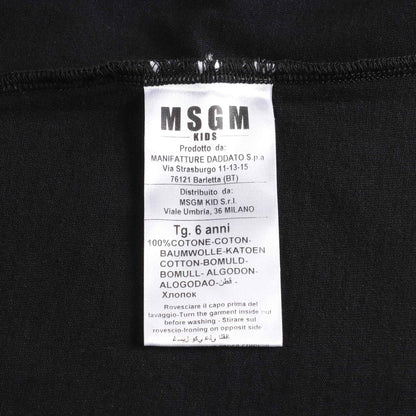 MSGM
KIDS
Prodotto da:
MANIFATTURE DADDATO S.p.a
Via Strasburgo 11-13-15
76121 Barletta (BT)
Distribuito da:
MSGM KID S.r.l.
Viale Umbria, 36 MILANO
Tg. 6 anni
100%COTONE-COTON-
BAUMWOLLE-KATOEN
COTTON-BOMULD-
BOMULL- ALGODON-
ALOGODAO- قطن-
Хлопок
Rovesciare il capo prima del
lavaggio-Turn the garment inside out
before washing - Stirare sul
rovescio-Ironing on opposite side.